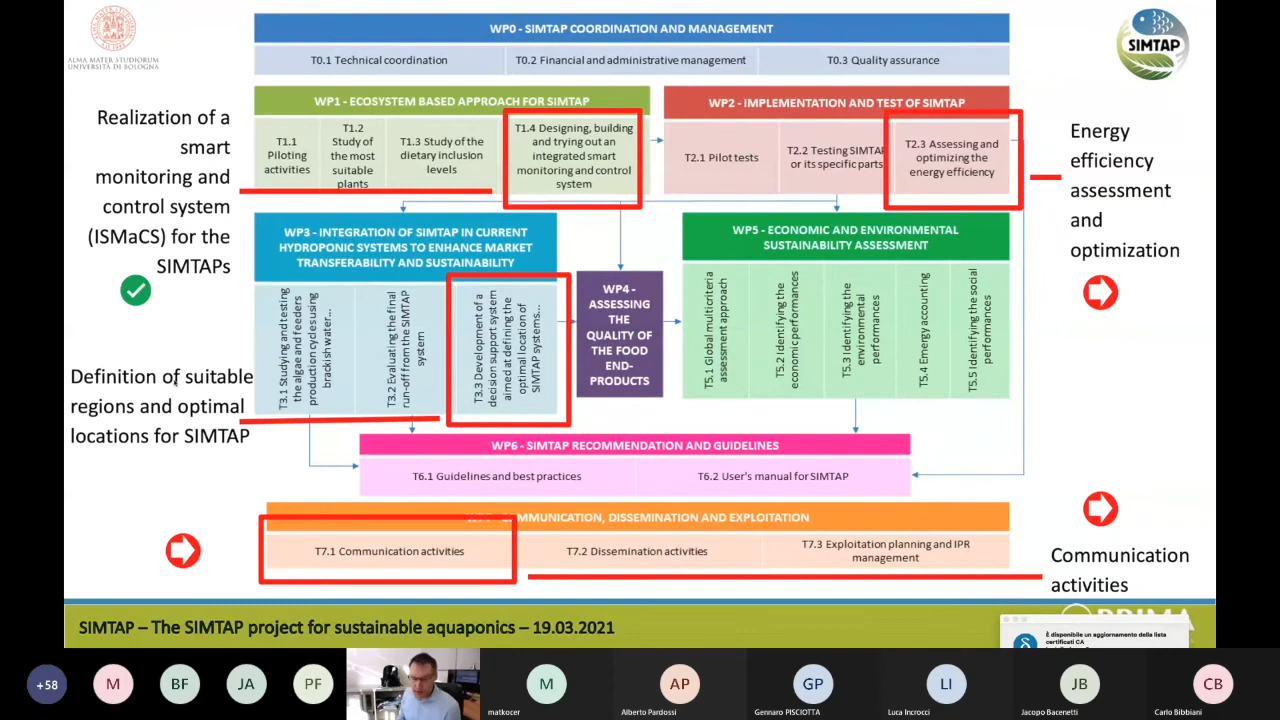 ALMA MATER STUDIORUM
UNIVERSITÀ DI BOLOGNA
SIMTAP
WP0 - SIMTAP COORDINATION AND MANAGEMENT
T0.1 Technical coordination
T0.2 Financial and administrative management
T0.3 Quality assurance
Realization of a
smart
monitoring and
control system
(ISMaCS) for the
SIMTAPs
WP1 - ECOSYSTEM BASED APPROACH FOR SIMTAP
T1.1
Piloting
activities
T1.2
Study of
the most
suitable
plants
T1.3 Study of the
dietary inclusion
levels
T1.4 Designing, building
and trying out an
integrated smart
monitoring and control
system
WP2 - IMPLEMENTATION AND TEST OF SIMTAP
T2.1 Pilot tests
T2.2 Testing SIMTAP
or its specific parts
T2.3 Assessing and
optimizing the
energy efficiency
Energy
efficiency
assessment
and
optimization
WP3 - INTEGRATION OF SIMTAP IN CURRENT
HYDROPONIC SYSTEMS TO ENHANCE MARKET
TRANSFERABILITY AND SUSTAINABILITY
T3.1 Studying and testing
the algae and feeders
production cycles using
brackish water...
T3.2 Evaluating the final
run-off from the SIMTAP
system
T3.3 Development of a
decision support system
aimed at defining the
optimal location of
SIMTAP systems...
WP4 -
ASSESSING
THE
QUALITY OF
THE FOOD
END-
PRODUCTS
WP5 - ECONOMIC AND ENVIRONMENTAL
SUSTAINABILITY ASSESSMENT
T5.1 Global multicriteria
assessment approach
T5.2 Identifying the
economic performances
T5.3 Identifying the
environmental
performances
T5.4 Emergy accounting
T5.5 Identifying the social
performances
Definition of suitable
regions and optimal
locations for SIMTAP
WP6 - SIMTAP RECOMMENDATION AND GUIDELINES
T6.1 Guidelines and best practices
T6.2 User's manual for SIMTAP
COMMUNICATION, DISSEMINATION AND EXPLOITATION
T7.1 Communication activities
T7.2 Dissemination activities
T7.3 Exploitation planning and IPR
management
Communication
activities
SIMTAP – The SIMTAP project for sustainable aquaponics – 19.03.2021
PRIMA
È disponibile un aggiornamento della lista
certificati CA
+58
M
BF
JA
PF
M
matkocer
AP
Alberto Pardossi
GP
Gennaro PISCIOTTA
LI
Luca Incrocci
JB
Jacopo Bacenetti
CB
Carlo Bibbiani